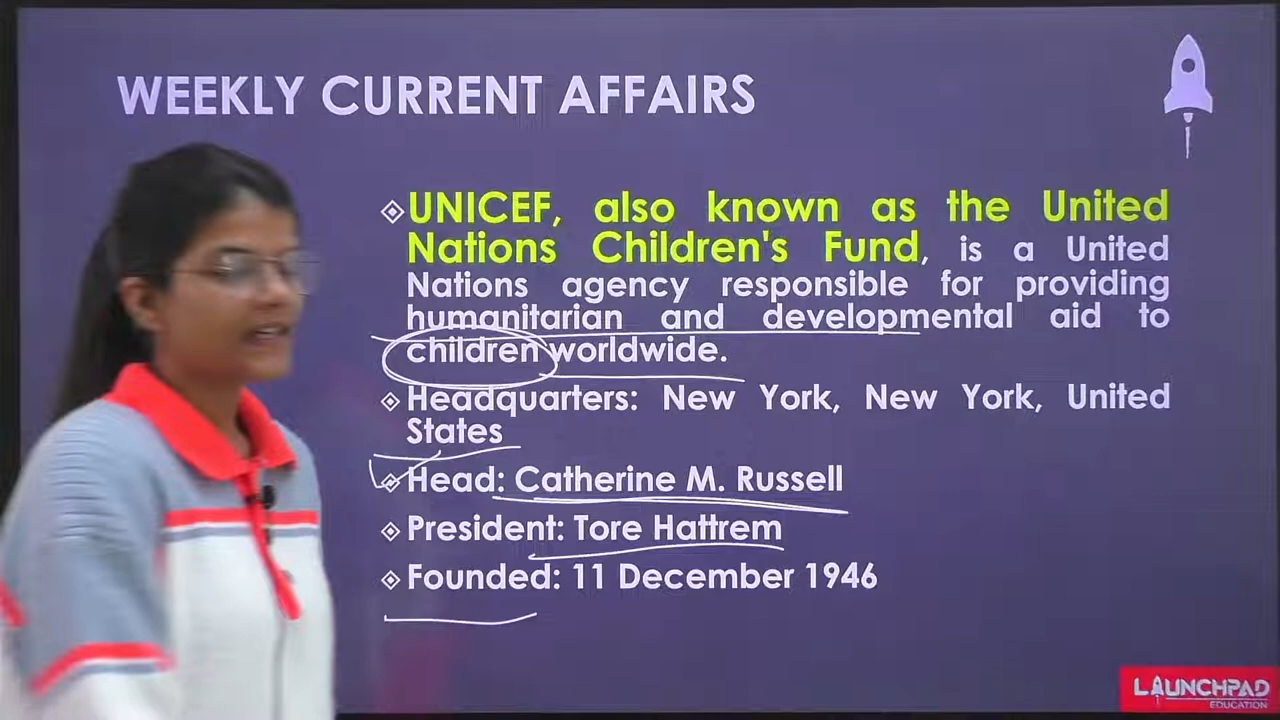 WEEKLY CURRENT AFFAIRS
UNICEF, also known as the United
Nations Children's Fund, is a United
Nations agency responsible for providing
humanitarian and developmental aid to
children worldwide.
Headquarters: New York, New York, United
States
Head: Catherine M. Russell
President: Tore Hattrem
Founded: 11 December 1946
LAUNCHPAD
EDUCATION